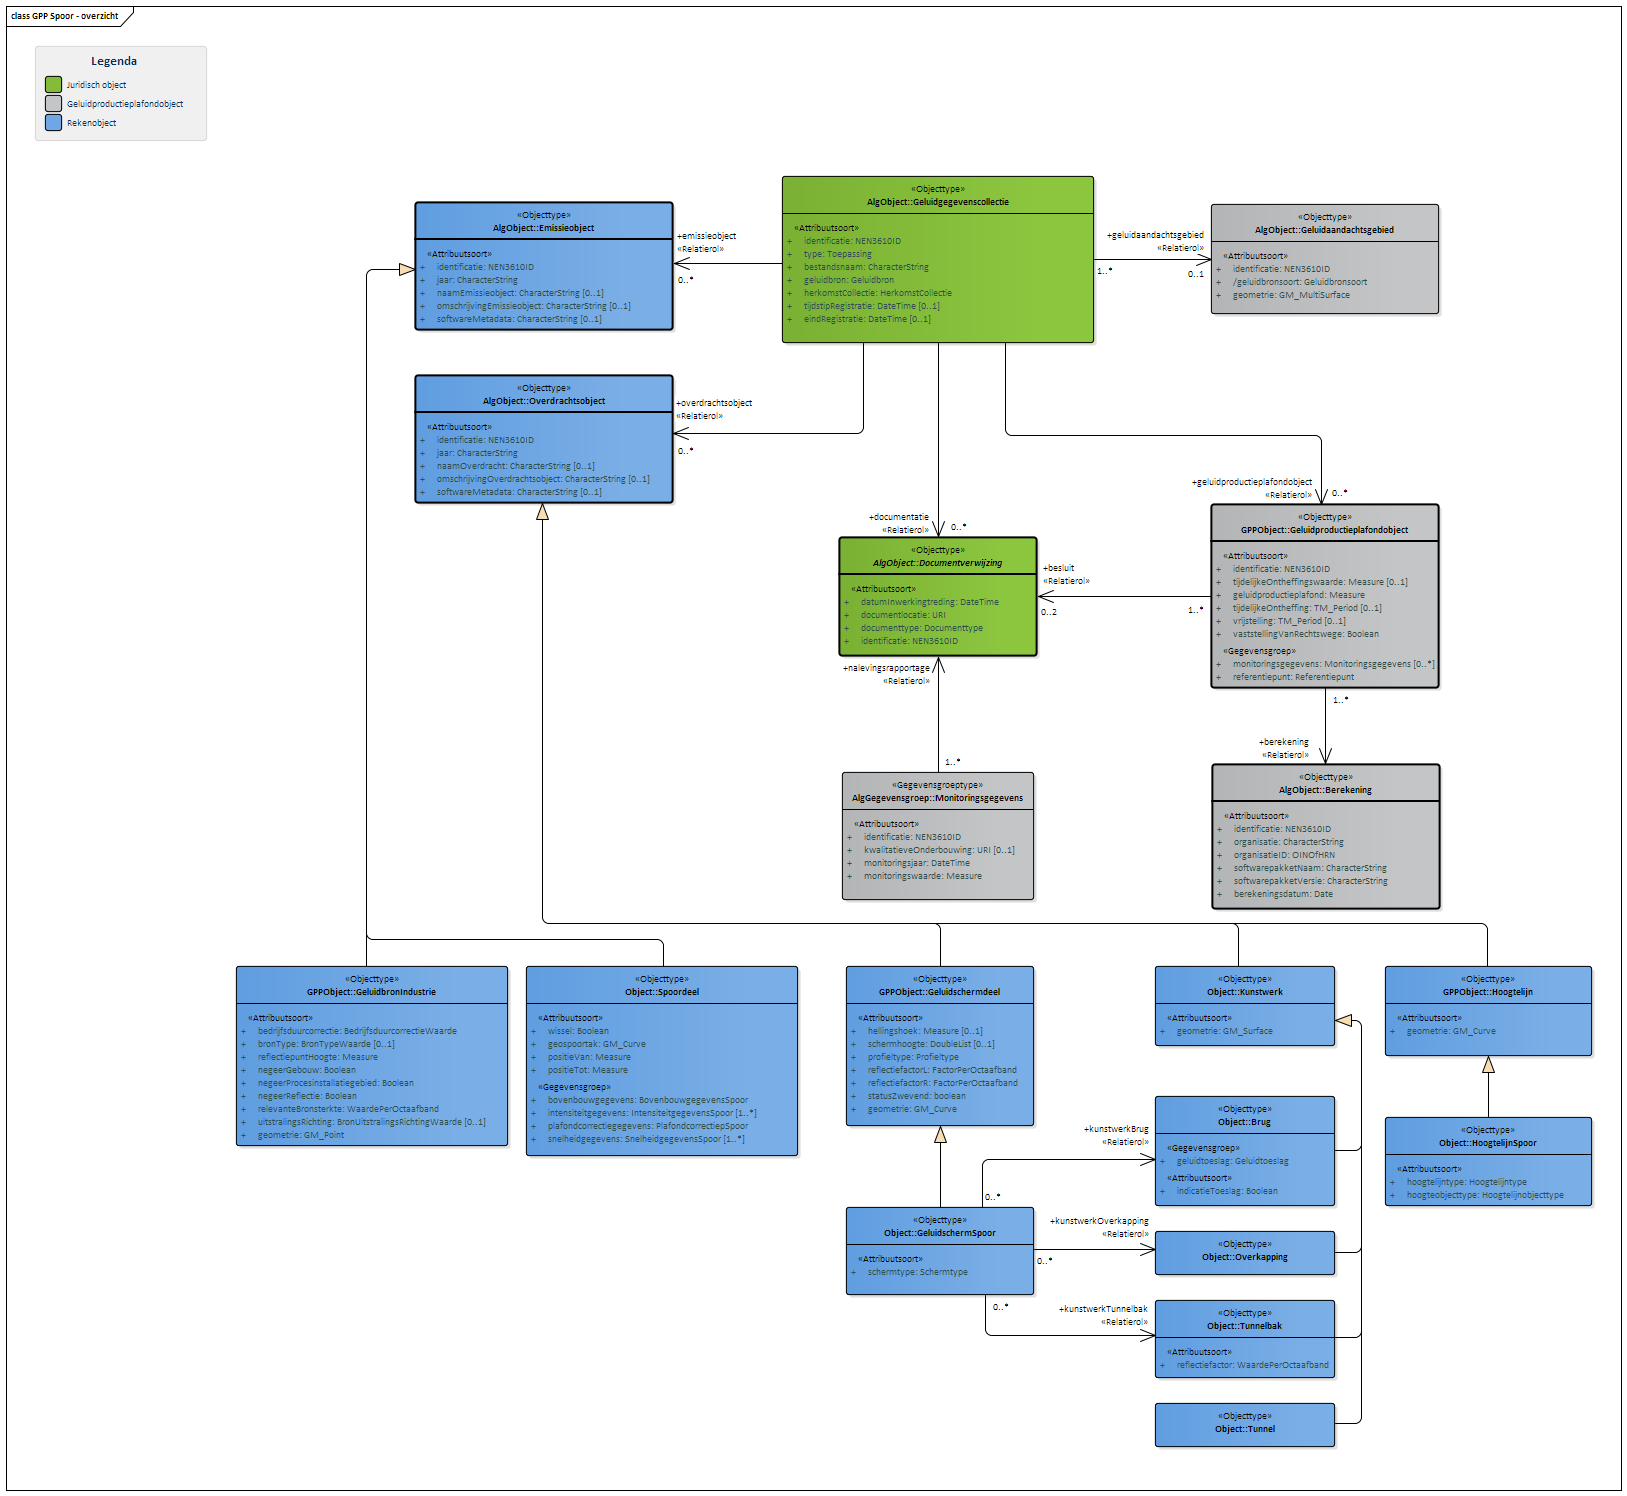 class GPP Spoor - overzicht
Legenda
Juridisch object
Geluidproductieplafondobject
Rekenobject
«Objecttype»
AlgObject::Geluidgegevenscollectie
«Attribuutsoort»
+ identificatie: NEN3610ID
+ type: Toepassing
+ bestandsnaam: CharacterString
+ geluidbron: Geluidbron
+ herkomstCollectie: HerkomstCollectie
+ tijdstipRegistratie: DateTime [0..1]
+ eindRegistratie: DateTime [0..1]
«Objecttype»
AlgObject::Emissieobject
«Attribuutsoort»
+ identificatie: NEN3610ID
+ jaar: CharacterString
+ naamEmissieobject: CharacterString [0..1]
+ omschrijvingEmissieobject: CharacterString [0..1]
+ softwareMetadata: CharacterString [0..1]
+emissieobject
«Relatierol»
0..*
+geluidaandachtsgebied
«Relatierol»
1..*
0..1
«Objecttype»
AlgObject::Geluidaandachtsgebied
«Attribuutsoort»
+ identificatie: NEN3610ID
+ /geluidbronsoort: Geluidbronsoort
+ geometrie: GM_MultiSurface
«Objecttype»
AlgObject::Overdrachtsobject
«Attribuutsoort»
+ identificatie: NEN3610ID
+ jaar: CharacterString
+ naamOverdracht: CharacterString [0..1]
+ omschrijvingOverdrachtsobject: CharacterString [0..1]
+ softwareMetadata: CharacterString [0..1]
+overdrachtsobject
«Relatierol»
0..*
+documentatie
«Relatierol»
0..*
+geluidproductieplafondobject
«Relatierol»
0..*
«Objecttype»
AlgObject::Documentverwijzing
«Attribuutsoort»
+ datumInwerkingtreding: DateTime
+ documentlocatie: URI
+ documenttype: Documenttype
+ identificatie: NEN3610ID
+besluit
«Relatierol»
0..2
1..*
«Objecttype»
GPPObject::Geluidproductieplafondobject
«Attribuutsoort»
+ identificatie: NEN3610ID
+ tijdelijkeOntheffingswaarde: Measure [0..1]
+ geluidproductieplafond: Measure
+ tijdelijkeOntheffing: TM_Period [0..1]
+ vrijstelling: TM_Period [0..1]
+ vaststellingVanRechtswege: Boolean
«Gegevensgroep»
+ monitoringsgegevens: Monitoringsgegevens [0..*]
+ referentiepunt: Referentiepunt
+nalevingsrapportage
«Relatierol»
1..*
1..*
+berekening
«Relatierol»
«Gegevensgroeptype»
AlgGegevensgroep::Monitoringsgegevens
«Attribuutsoort»
+ identificatie: NEN3610ID
+ kwalitatieveOnderbouwing: URI [0..1]
+ monitoringsjaar: DateTime
+ monitoringswaarde: Measure
«Objecttype»
AlgObject::Berekening
«Attribuutsoort»
+ identificatie: NEN3610ID
+ organisatie: CharacterString
+ organisatieID: OINOfHRN
+ softwarepakketNaam: CharacterString
+ softwarepakketVersie: CharacterString
+ berekeningsdatum: Date
«Objecttype»
GPPObject::GeluidbronIndustrie
«Attribuutsoort»
+ bedrijfsduurcorrectie: BedrijfsduurcorrectieWaarde
+ bronType: BronTypeWaarde [0..1]
+ reflectiepuntHoogte: Measure
+ negeerGebouw: Boolean
+ negeerProcesinstallatiegebied: Boolean
+ negeerReflectie: Boolean
+ relevanteBronsterkte: WaardePerOctaafband
+ uitstralingsRichting: BronUitstralingsRichtingWaarde [0..1]
+ geometrie: GM_Point
«Objecttype»
Object::Spoordeel
«Attribuutsoort»
+ wissel: Boolean
+ geospoortak: GM_Curve
+ positieVan: Measure
+ positieTot: Measure
«Gegevensgroep»
+ bovenbouwgegevens: BovenbouwgegevensSpoor
+ intensiteitgegevens: IntensiteitgegevensSpoor [1..*]
+ plafondcorrectiegegevens: PlafondcorrectiepSpoor
+ snelheidgegevens: SnelheidgegevensSpoor [1..*]
«Objecttype»
GPPObject::Geluidschermdeel
«Attribuutsoort»
+ hellingshoek: Measure [0..1]
+ schermhoogte: DoubleList [0..1]
+ profieltype: Profieltype
+ reflectiefactorL: FactorPerOctaafband
+ reflectiefactorR: FactorPerOctaafband
+ statusZwevend: boolean
+ geometrie: GM_Curve
«Objecttype»
Object::Kunstwerk
«Attribuutsoort»
+ geometrie: GM_Surface
«Objecttype»
GPPObject::Hoogtelijn
«Attribuutsoort»
+ geometrie: GM_Curve
«Objecttype»
Object::Brug
«Gegevensgroep»
+ geluidtoeslag: Geluidtoeslag
«Attribuutsoort»
+ indicatieToeslag: Boolean
«Objecttype»
Object::HoogtelijnSpoor
«Attribuutsoort»
+ hoogtelijntype: Hoogtelijntype
+ hoogteobjecttype: Hoogtelijnobjecttype
+kunstwerkBrug
«Relatierol»
0..*
«Objecttype»
Object::GeluidschermSpoor
«Attribuutsoort»
+ schermtype: Schermtype
+kunstwerkOverkapping
«Relatierol»
0..*
«Objecttype»
Object::Overkapping
0..*
+kunstwerkTunnelbak
«Relatierol»
«Objecttype»
Object::Tunnelbak
«Attribuutsoort»
+ reflectiefactor: WaardePerOctaafband
«Objecttype»
Object::Tunnel